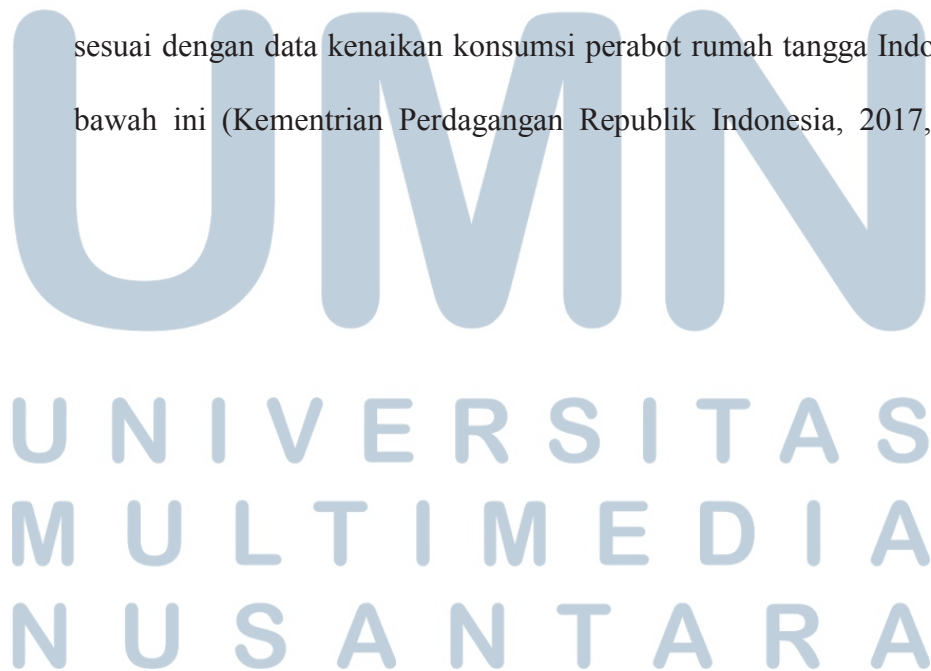 sesuai dengan data kenaikan konsumsi perabot rumah tangga Indo
bawah ini (Kementrian Perdagangan Republik Indonesia, 2017,
UMN
UNIVERSITAS
MULTIMEDIA
NUSANTARA